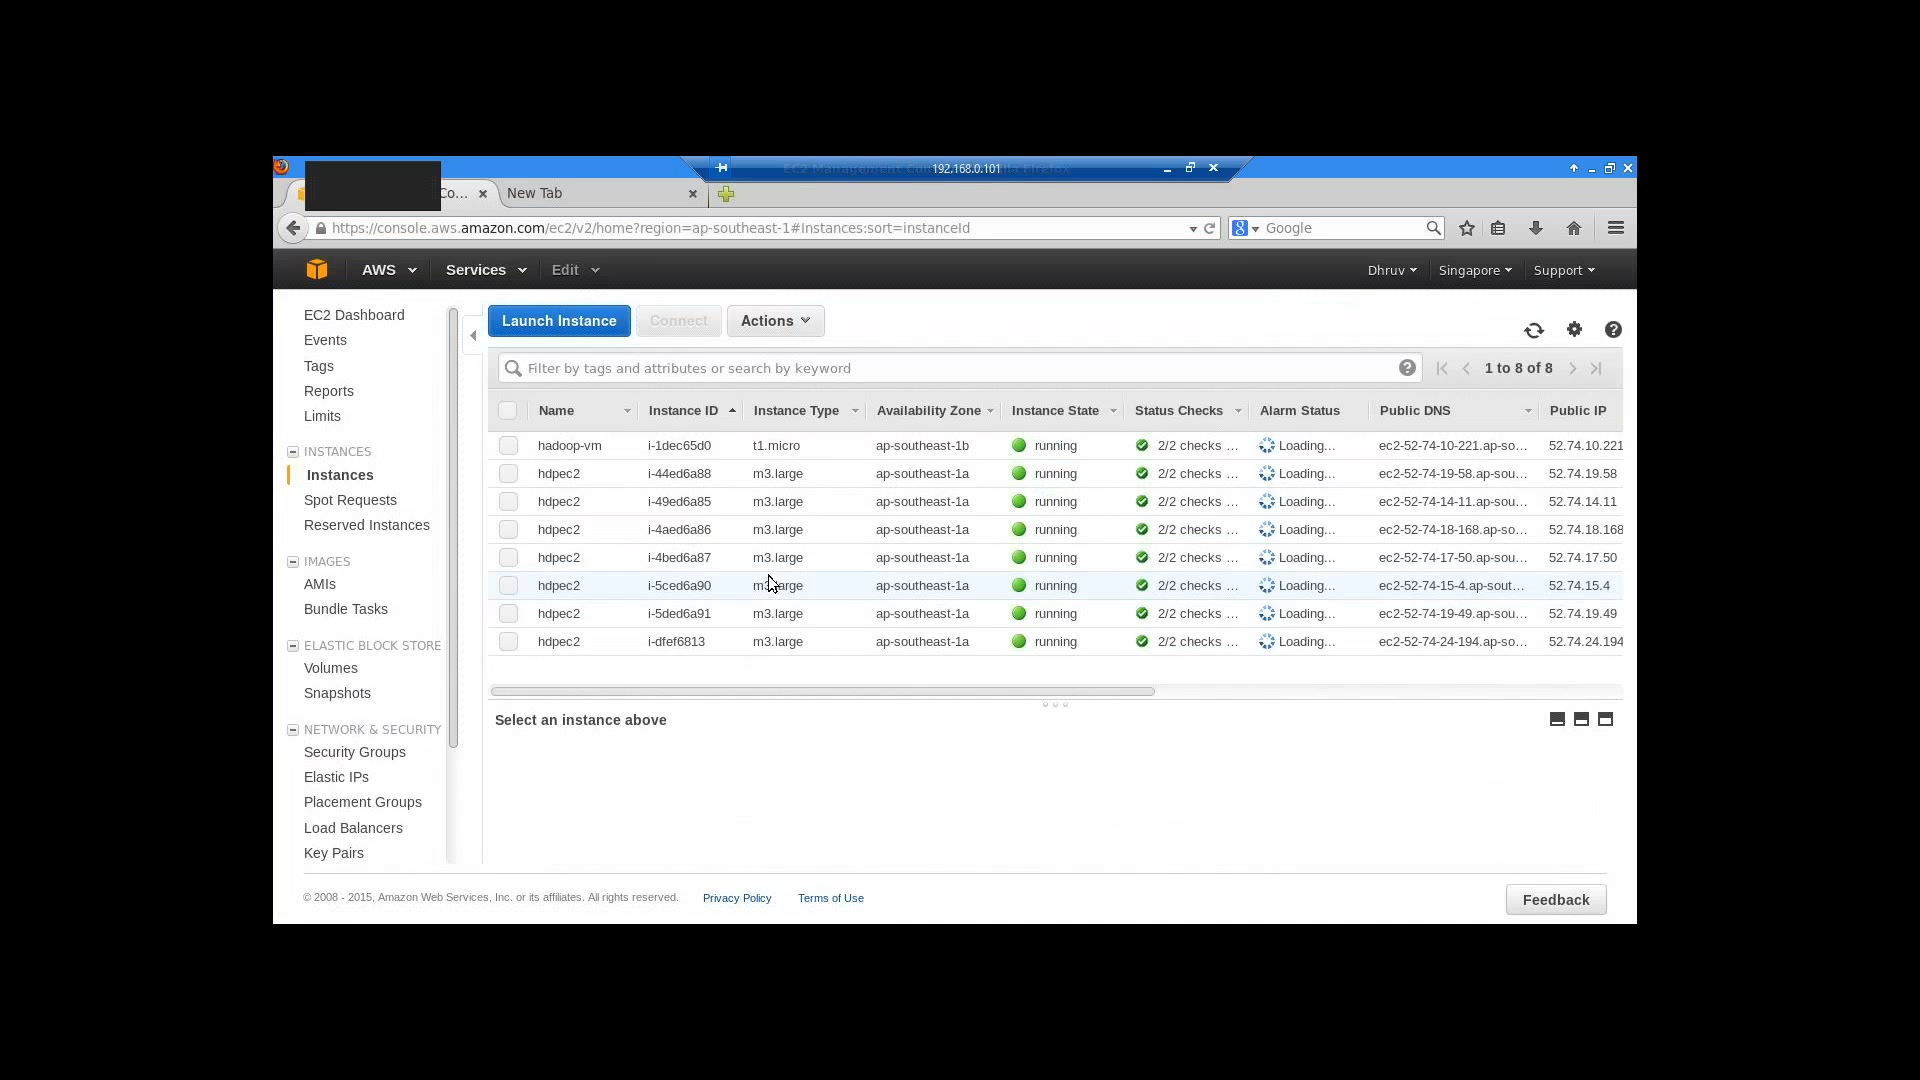 192.168.0.101
Co...
New Tab
https://console.aws.amazon.com/ec2/v2/home?region=ap-southeast-1#Instances:sort=instanceId
Google
AWS Services Edit Dhruv Singapore Support
EC2 Dashboard
Events
Tags
Reports
Limits
INSTANCES
Instances
Spot Requests
Reserved Instances
IMAGES
AMIs
Bundle Tasks
ELASTIC BLOCK STORE
Volumes
Snapshots
NETWORK & SECURITY
Security Groups
Elastic IPs
Placement Groups
Load Balancers
Key Pairs
Launch Instance Connect Actions
Filter by tags and attributes or search by keyword
1 to 8 of 8
Name Instance ID Instance Type Availability Zone Instance State Status Checks Alarm Status Public DNS Public IP
hadoop-vm i-1dec65d0 t1.micro ap-southeast-1b running 2/2 checks ... Loading... ec2-52-74-10-221.ap-so... 52.74.10.221
hdpec2 i-44ed6a88 m3.large ap-southeast-1a running 2/2 checks ... Loading... ec2-52-74-19-58.ap-sou... 52.74.19.58
hdpec2 i-49ed6a85 m3.large ap-southeast-1a running 2/2 checks ... Loading... ec2-52-74-14-11.ap-sou... 52.74.14.11
hdpec2 i-4aed6a86 m3.large ap-southeast-1a running 2/2 checks ... Loading... ec2-52-74-18-168.ap-so... 52.74.18.168
hdpec2 i-4bed6a87 m3.large ap-southeast-1a running 2/2 checks ... Loading... ec2-52-74-17-50.ap-sou... 52.74.17.50
hdpec2 i-5ced6a90 m3.large ap-southeast-1a running 2/2 checks ... Loading... ec2-52-74-15-4.ap-sout... 52.74.15.4
hdpec2 i-5ded6a91 m3.large ap-southeast-1a running 2/2 checks ... Loading... ec2-52-74-19-49.ap-sou... 52.74.19.49
hdpec2 i-dfef6813 m3.large ap-southeast-1a running 2/2 checks ... Loading... ec2-52-74-24-194.ap-so... 52.74.24.194
Select an instance above
© 2008 - 2015, Amazon Web Services, Inc. or its affiliates. All rights reserved. Privacy Policy Terms of Use
Feedback